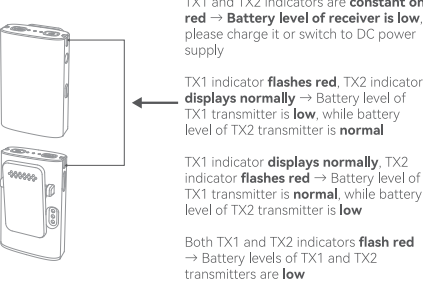 TX1 and TX2 indicators are constant on
red → Battery level of receiver is low,
please charge it or switch to DC power
supply
TX1 indicator flashes red, TX2 indicator
displays normally → Battery level of
TX1 transmitter is low, while battery
level of TX2 transmitter is normal
TX1 indicator displays normally, TX2
indicator flashes red → Battery level of
TX1 transmitter is normal, while battery
level of TX2 transmitter is low
Both TX1 and TX2 indicators flash red
→ Battery levels of TX1 and TX2
transmitters are low